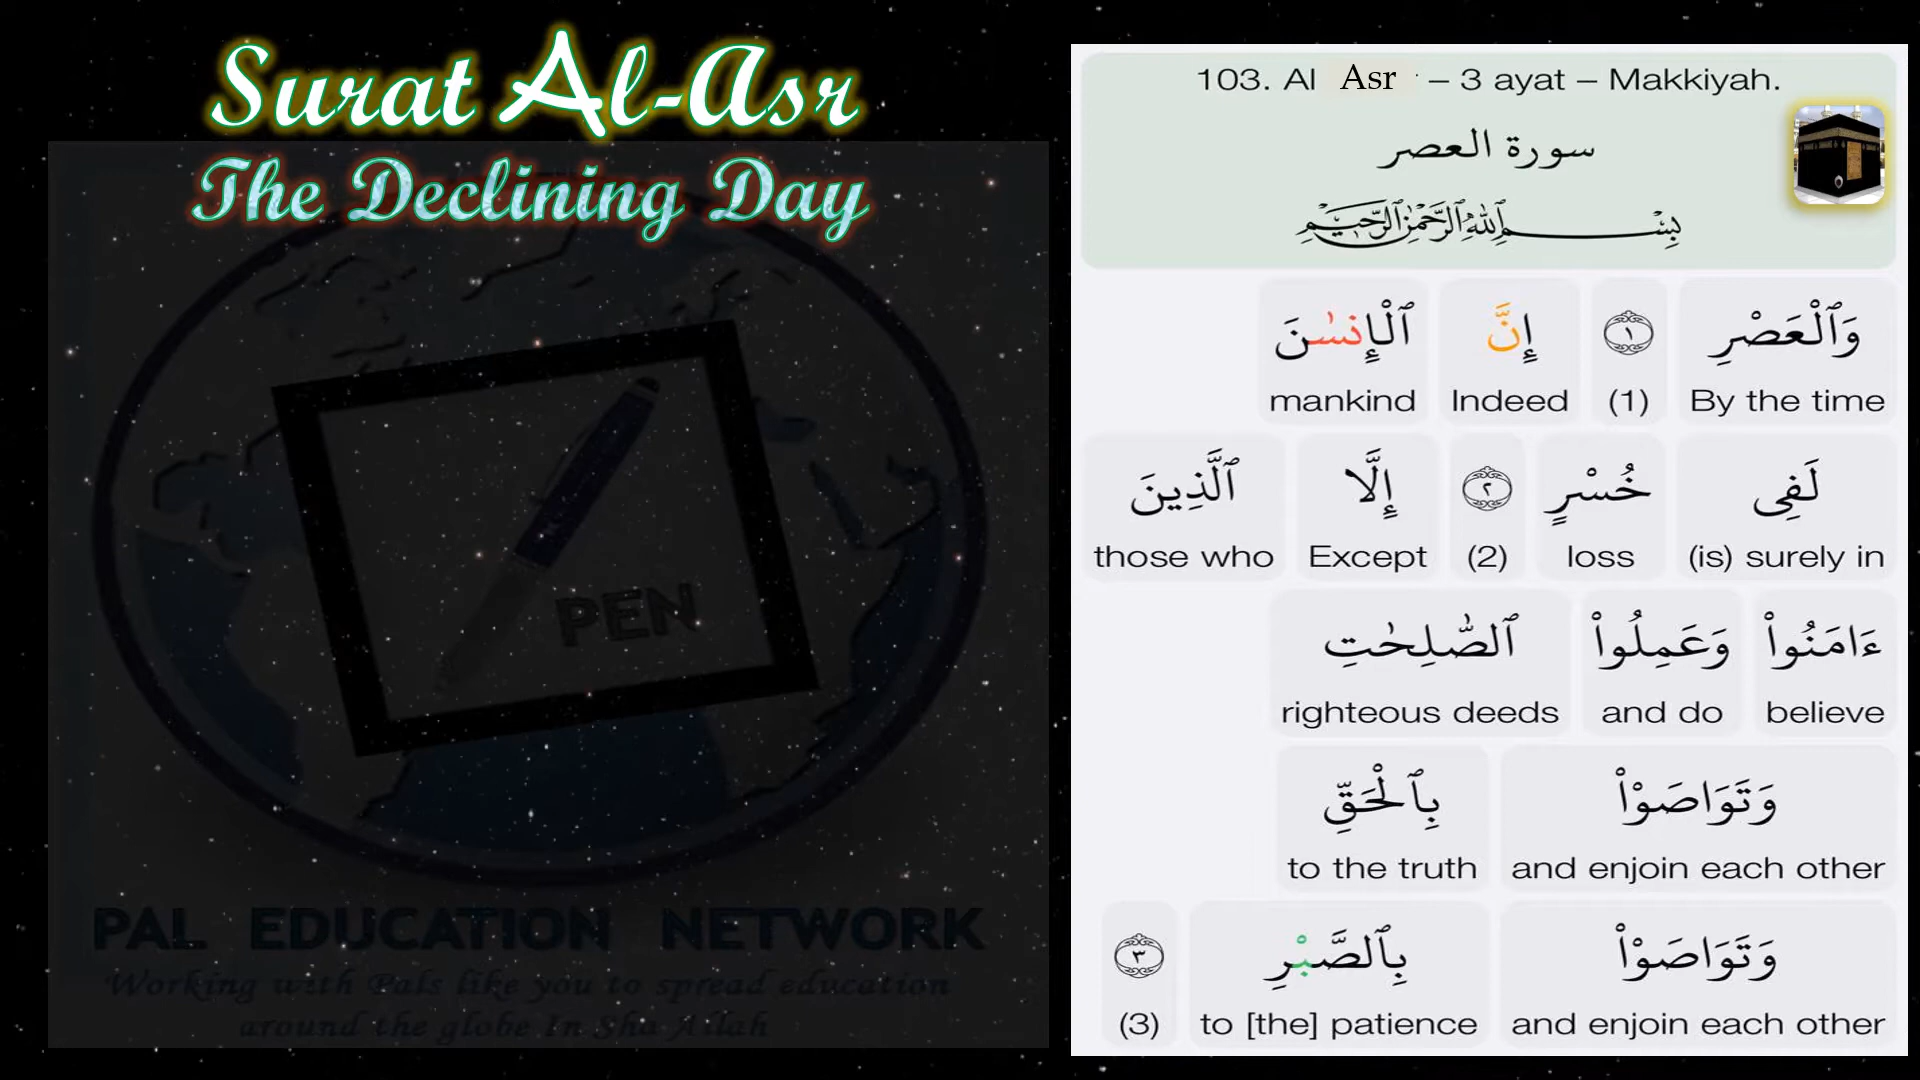 Surat Al-Asr
The Declining Day
PEN
PAL EDUCATION NETWORK
Working with Pals like you to spread education
around the globe In Sha Allah
103. Al Asr – 3 ayat – Makkiyah.
سورة العصر
بِسْمِ ٱللَّهِ ٱلرَّحْمَٰنِ ٱلرَّحِيمِ
وَٱلْعَصْرِ ١ إِنَّ ٱلْإِنسَٰنَ
By the time (1) Indeed mankind
لَفِى خُسْرٍ ٢ إِلَّا ٱلَّذِينَ
(is) surely in loss (2) Except those who
ءَامَنُوا۟ وَعَمِلُوا۟ ٱلصَّٰلِحَٰتِ
believe and do righteous deeds
وَتَوَاصَوْا۟ بِٱلْحَقِّ
and enjoin each other to the truth
وَتَوَاصَوْا۟ بِٱلصَّبْرِ ٣
and enjoin each other to [the] patience (3)